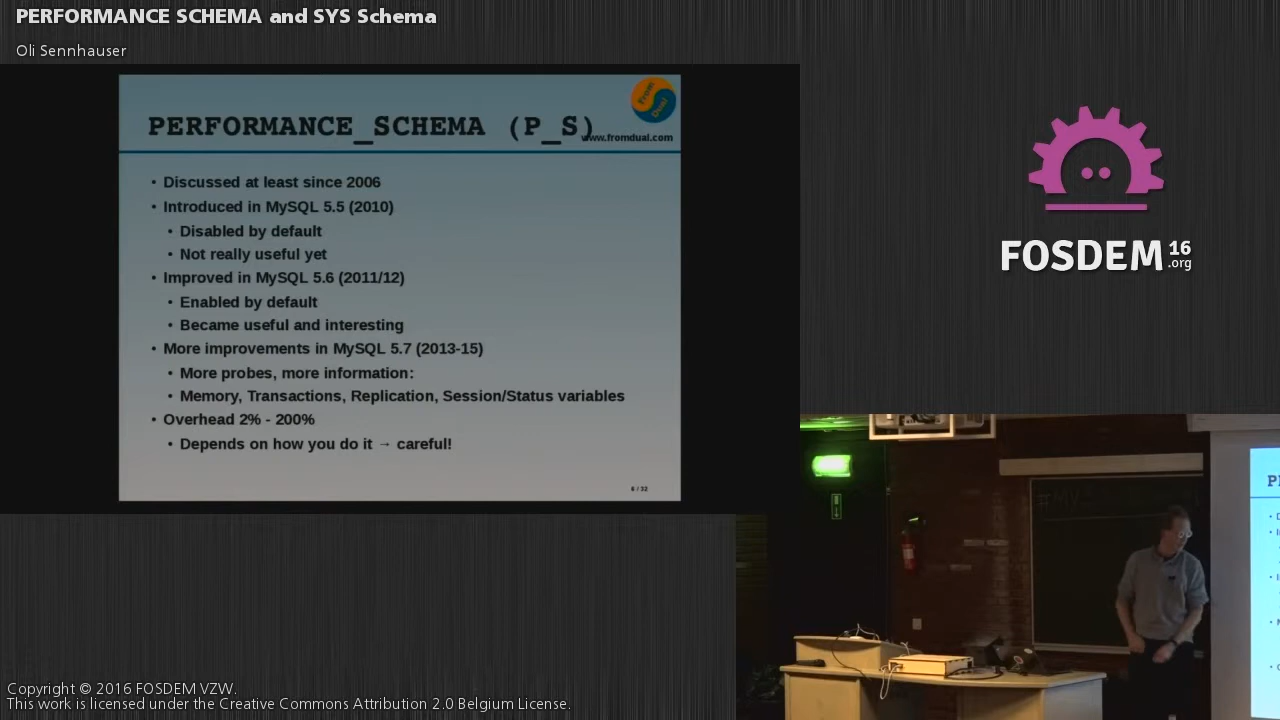 PERFORMANCE SCHEMA and SYS Schema
Oli Sennhauser
From
Dual
PERFORMANCE_SCHEMA (P_S)
www.fromdual.com
• Discussed at least since 2006
• Introduced in MySQL 5.5 (2010)
• Disabled by default
• Not really useful yet
• Improved in MySQL 5.6 (2011/12)
• Enabled by default
• Became useful and interesting
• More improvements in MySQL 5.7 (2013-15)
• More probes, more information:
• Memory, Transactions, Replication, Session/Status variables
• Overhead 2% - 200%
• Depends on how you do it → careful!
6 / 32
FOSDEM 16
.org
Copyright © 2016 FOSDEM VZW.
This work is licensed under the Creative Commons Attribution 2.0 Belgium License.